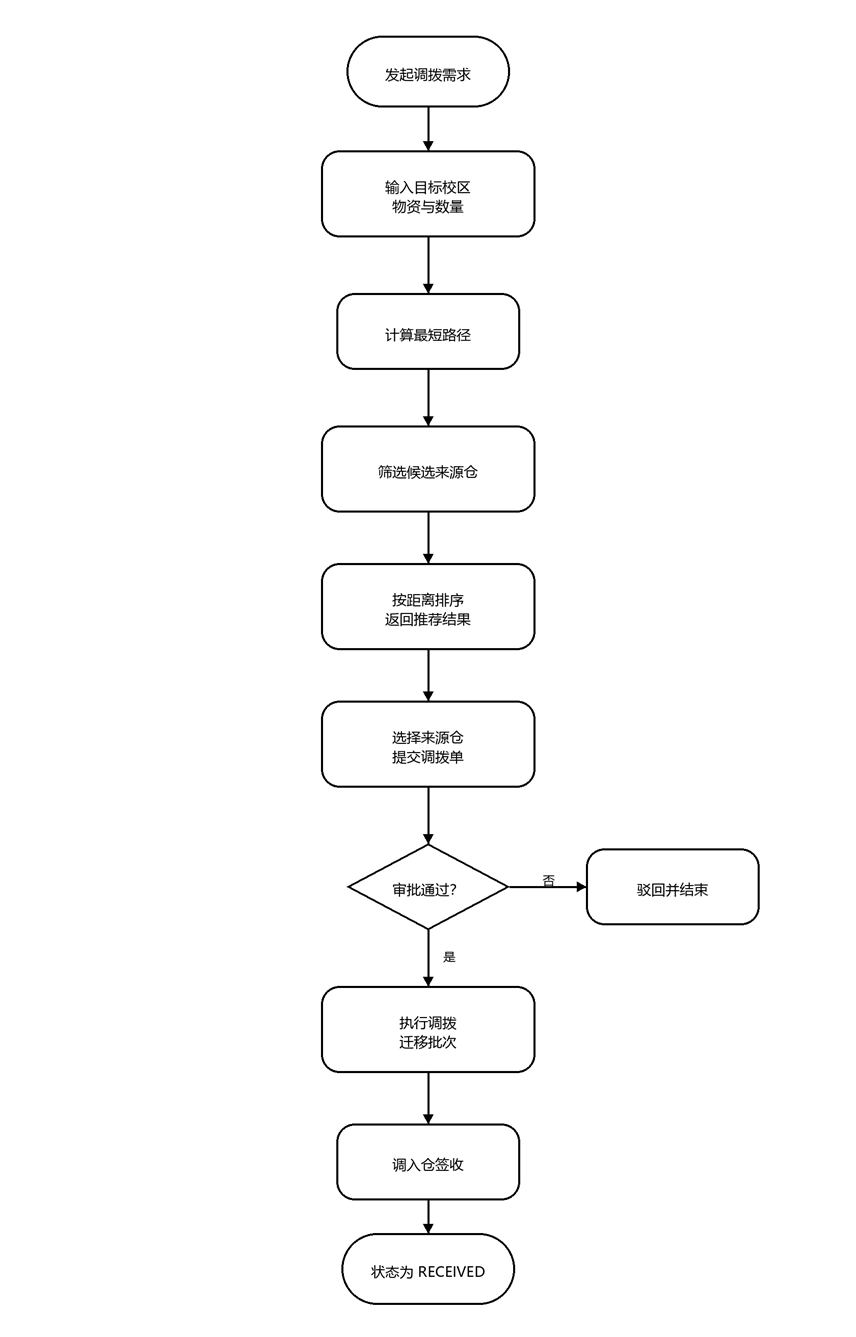 发起调拨需求
输入目标校区
物资与数量
计算最短路径
筛选候选来源仓
按距离排序
返回推荐结果
选择来源仓
提交调拨单
审批通过?
否
驳回并结束
是
执行调拨
迁移批次
调入仓签收
状态为 RECEIVED